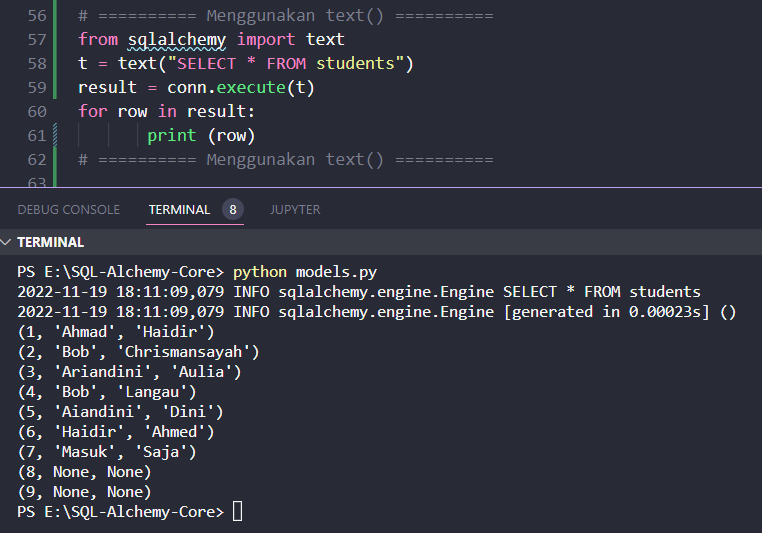 56 # ========== Menggunakan text() ==========
57 from sqlalchemy import text
58 t = text("SELECT * FROM students")
59 result = conn.execute(t)
60 for row in result:
61 print (row)
62 # ========== Menggunakan text() ==========
63
DEBUG CONSOLE TERMINAL 8 JUPYTER
TERMINAL
PS E:\SQL-Alchemy-Core> python models.py
2022-11-19 18:11:09,079 INFO sqlalchemy.engine.Engine SELECT * FROM students
2022-11-19 18:11:09,079 INFO sqlalchemy.engine.Engine [generated in 0.00023s] ()
(1, 'Ahmad', 'Haidir')
(2, 'Bob', 'Chrismansayah')
(3, 'Ariandini', 'Aulia')
(4, 'Bob', 'Langau')
(5, 'Aiandini', 'Dini')
(6, 'Haidir', 'Ahmed')
(7, 'Masuk', 'Saja')
(8, None, None)
(9, None, None)
PS E:\SQL-Alchemy-Core>